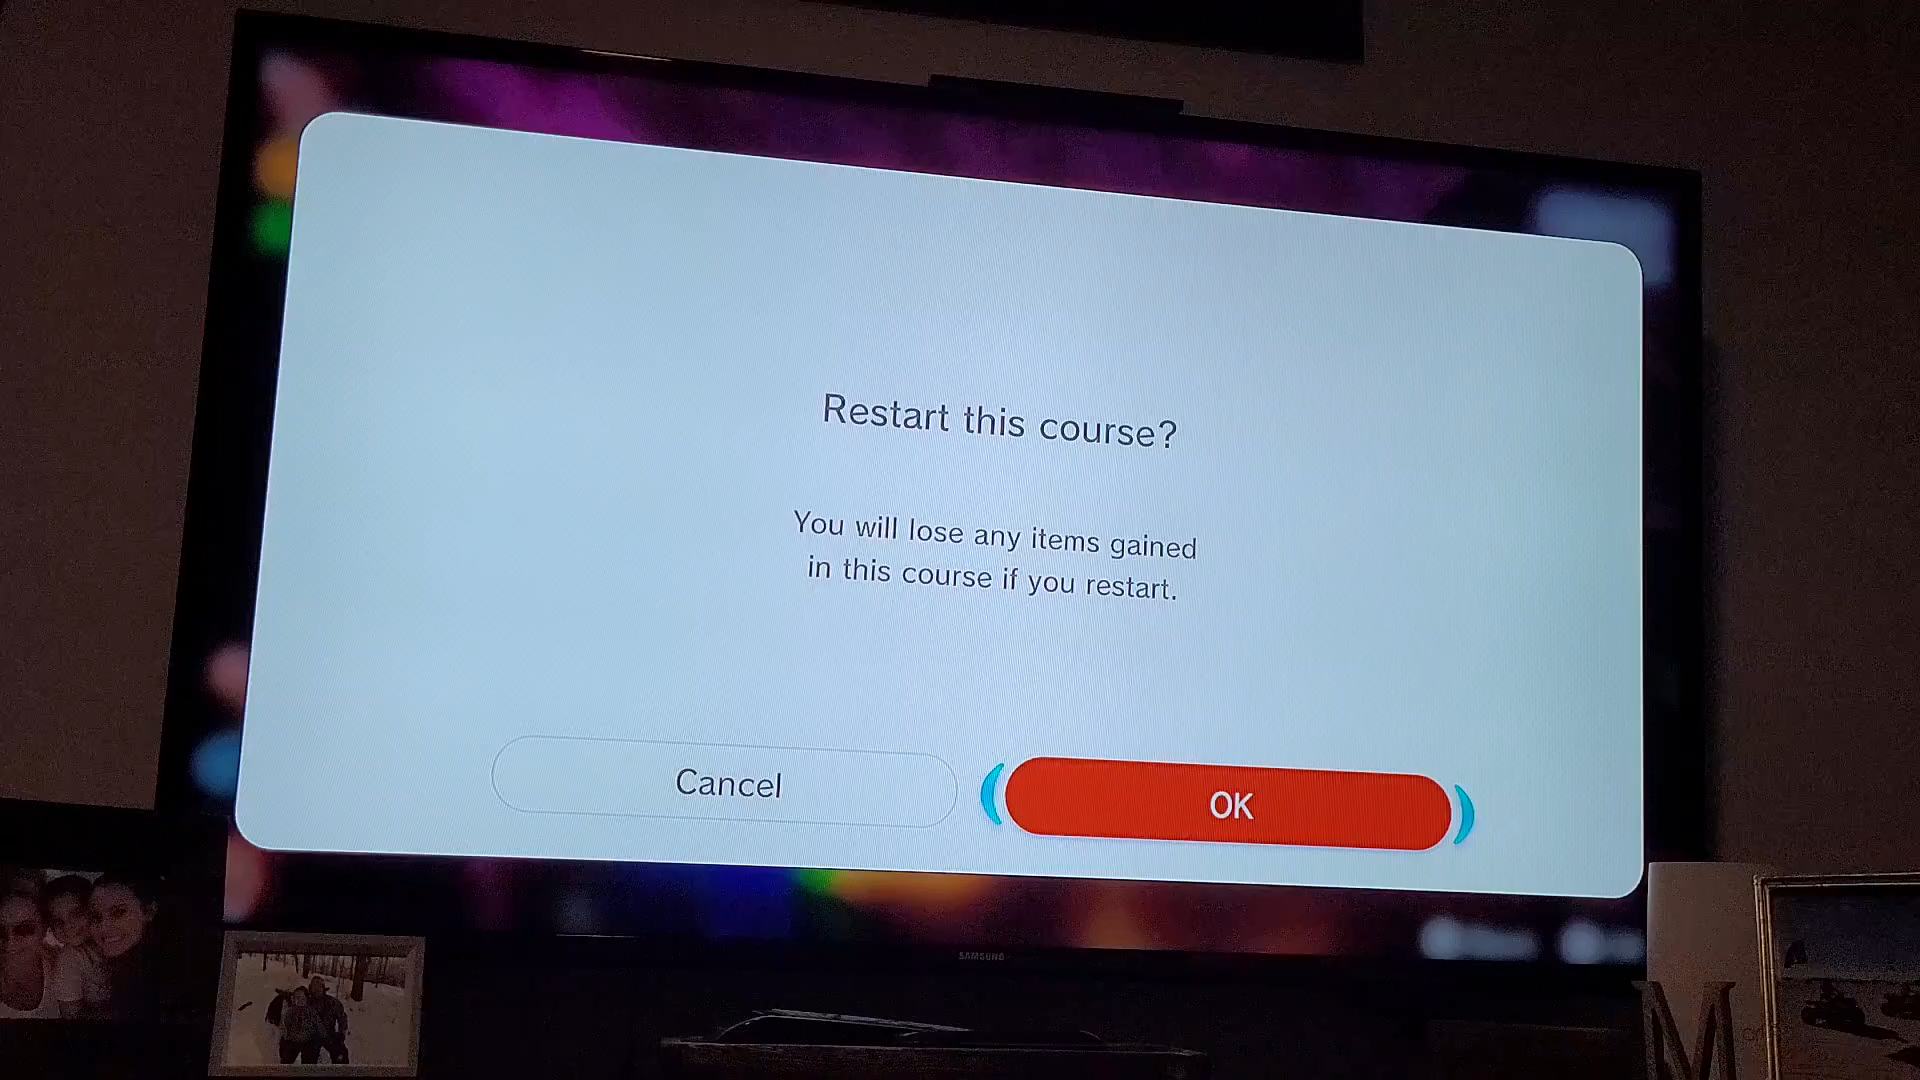 Restart this course?
You will lose any items gained
in this course if you restart.
Cancel
OK
SAMSUNG
M